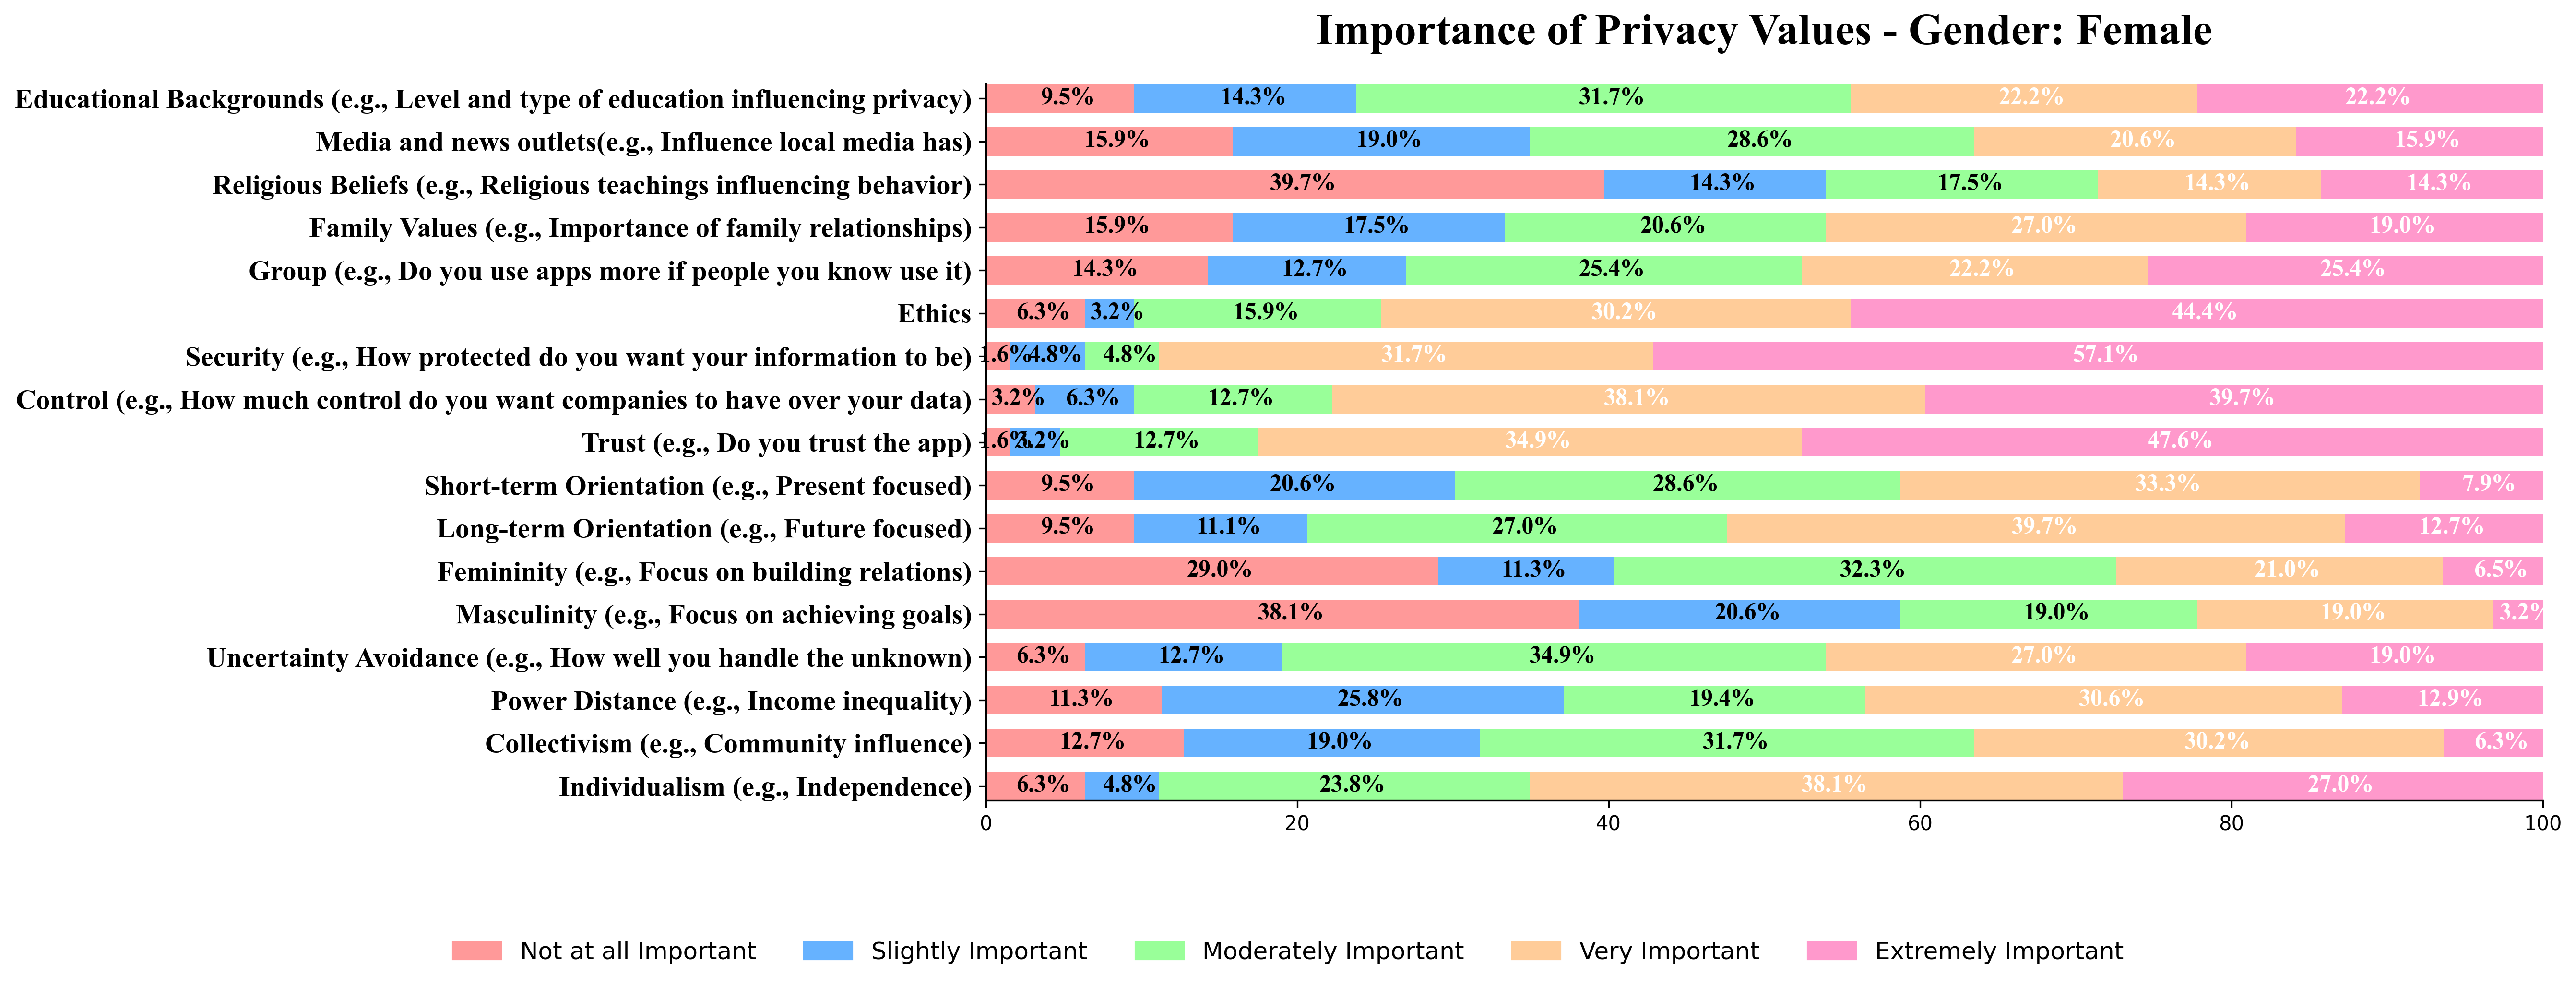 Importance of Privacy Values - Gender: Female
Educational Backgrounds (e.g., Level and type of education influencing privacy) 9.5% 14.3% 31.7% 22.2% 22.2%
Media and news outlets(e.g., Influence local media has) 15.9% 19.0% 28.6% 20.6% 15.9%
Religious Beliefs (e.g., Religious teachings influencing behavior) 39.7% 14.3% 17.5% 14.3% 14.3%
Family Values (e.g., Importance of family relationships) 15.9% 17.5% 20.6% 27.0% 19.0%
Group (e.g., Do you use apps more if people you know use it) 14.3% 12.7% 25.4% 22.2% 25.4%
Ethics 6.3% 3.2% 15.9% 30.2% 44.4%
Security (e.g., How protected do you want your information to be) 1.6% 4.8% 4.8% 31.7% 57.1%
Control (e.g., How much control do you want companies to have over your data) 3.2% 6.3% 12.7% 38.1% 39.7%
Trust (e.g., Do you trust the app) 1.6% 3.2% 12.7% 34.9% 47.6%
Short-term Orientation (e.g., Present focused) 9.5% 20.6% 28.6% 33.3% 7.9%
Long-term Orientation (e.g., Future focused) 9.5% 11.1% 27.0% 39.7% 12.7%
Femininity (e.g., Focus on building relations) 29.0% 11.3% 32.3% 21.0% 6.5%
Masculinity (e.g., Focus on achieving goals) 38.1% 20.6% 19.0% 19.0% 3.2%
Uncertainty Avoidance (e.g., How well you handle the unknown) 6.3% 12.7% 34.9% 27.0% 19.0%
Power Distance (e.g., Income inequality) 11.3% 25.8% 19.4% 30.6% 12.9%
Collectivism (e.g., Community influence) 12.7% 19.0% 31.7% 30.2% 6.3%
Individualism (e.g., Independence) 6.3% 4.8% 23.8% 38.1% 27.0%
0 20 40 60 80 100
Not at all Important Slightly Important Moderately Important Very Important Extremely Important